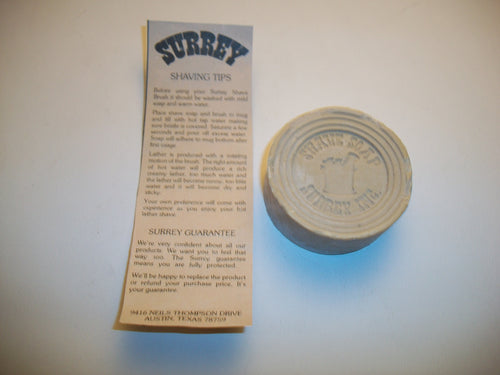 SURREY
SHAVING TIPS
Before using your Surrey Shave
Brush it should be washed with mild
soap and warm water.
Place shave soap and brush in mug
and fill with hot tap water making
sure bristle is covered. Saturate a few
seconds and pour off excess water.
Soap will adhere to mug bottom after
first usage.
Lather is produced with a rotating
motion of the brush. The right amount of
hot water will produce a rich
creamy lather, too much water and
the lather will become runny, too little
water and it will become dry and
sticky.
Your own preference will come with
experience as you enjoy your first
lather shave.
SURREY GUARANTEE
We're very confident about all our
products. We want you to feel that
way too. The Surrey guarantee
means you are fully protected.
We'll be happy to replace the product
or refund your purchase price. It's
your guarantee.
9416 NEILS THOMPSON DRIVE
AUSTIN, TEXAS 78759
SHAVE SOAP
SURREY INC.